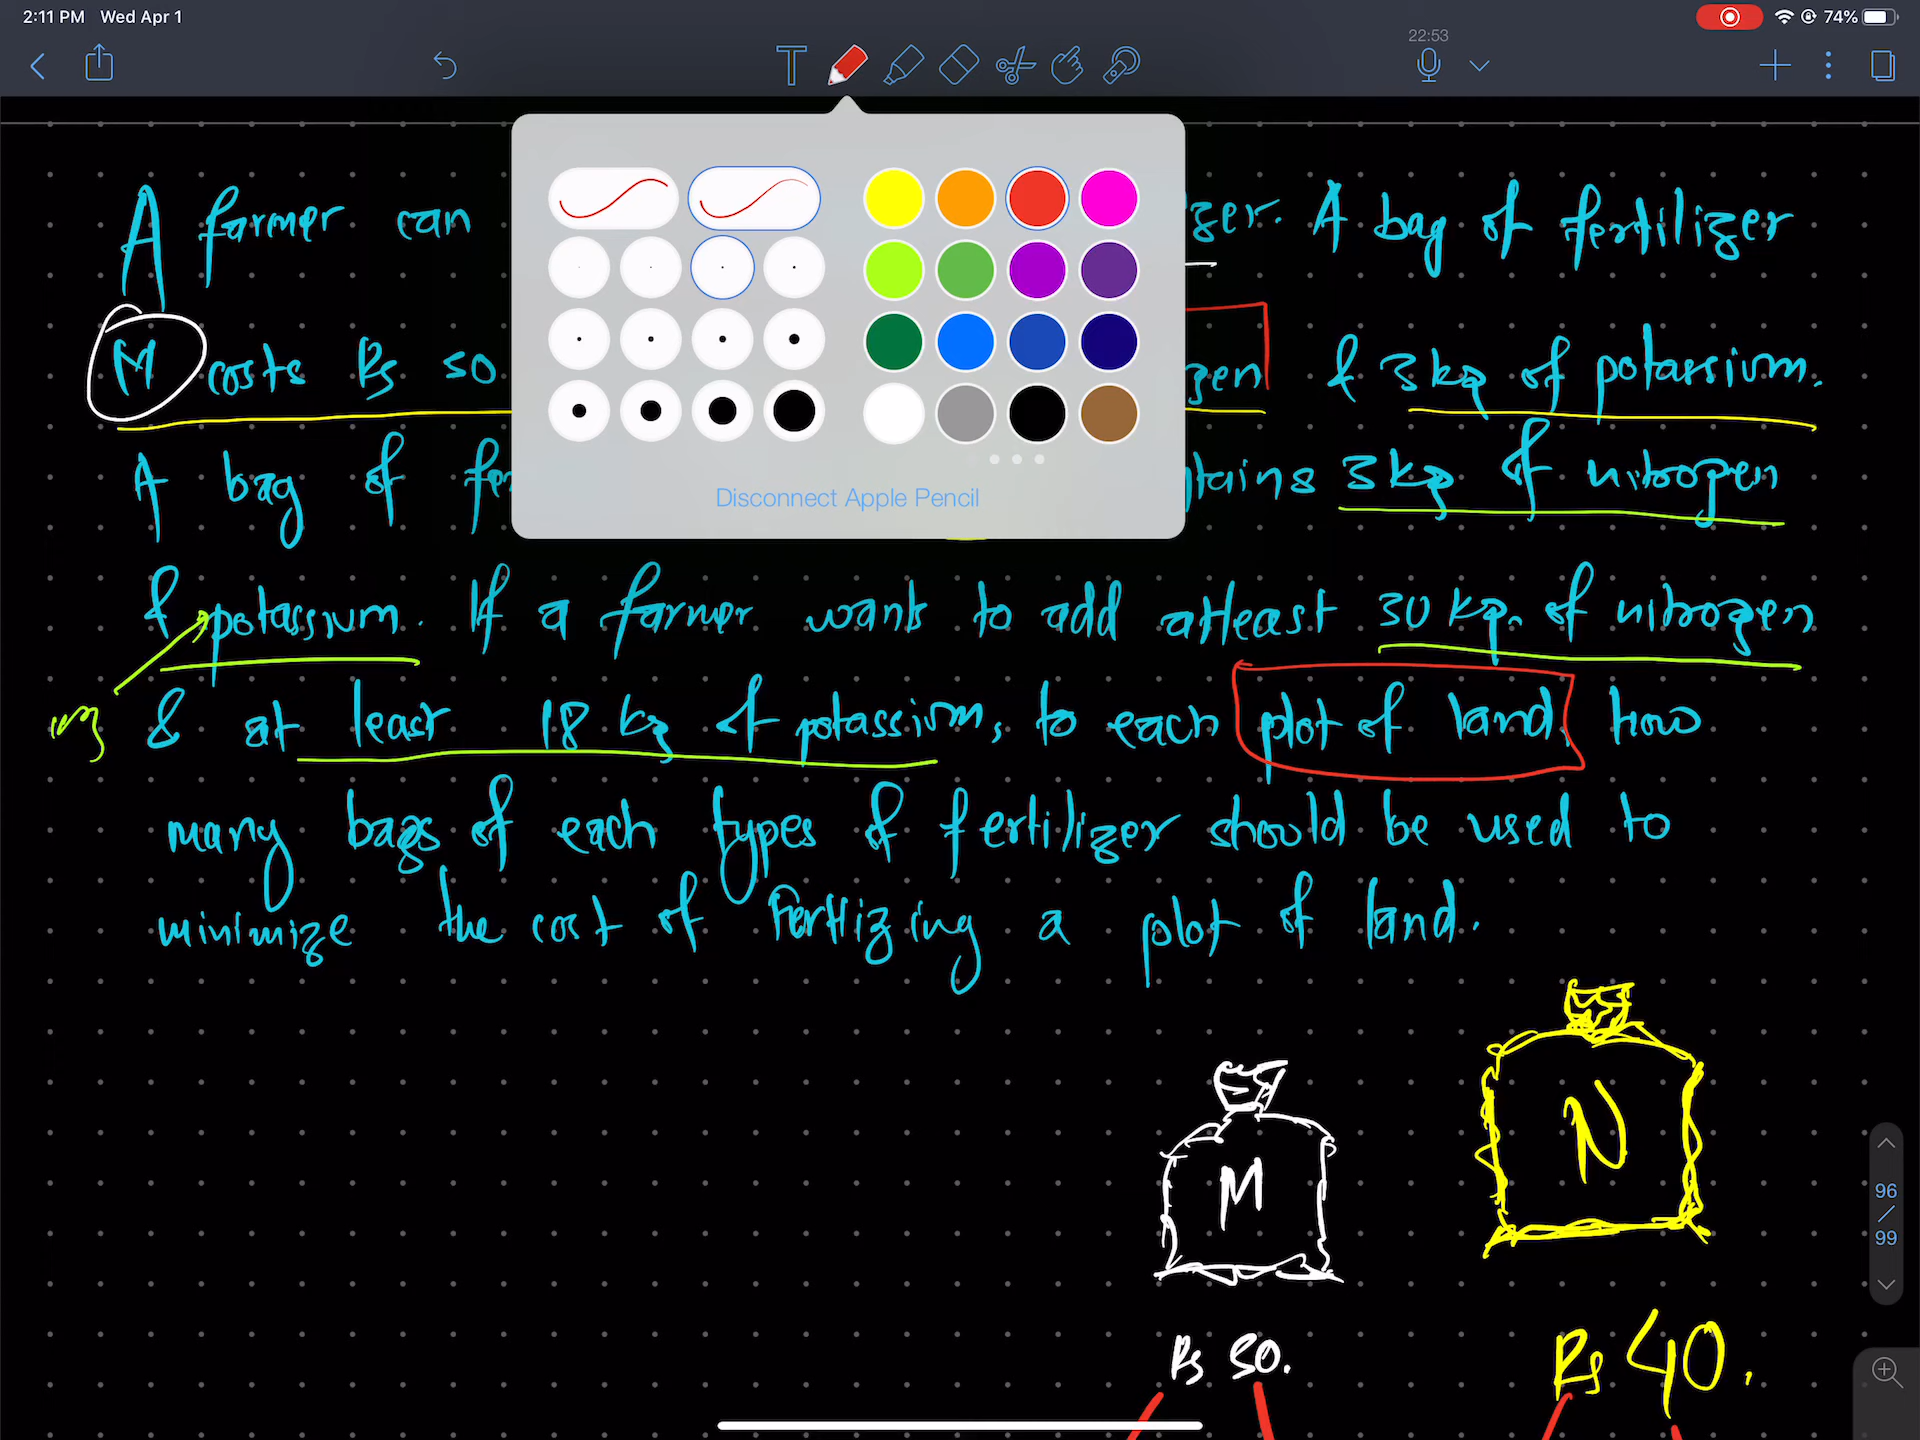 2:11 PM Wed Apr 1
74%
22:53
A farmer can zer. A bag of fertilizer
M costs Rs 50 gen & 3 kg of potassium.
A bag of fer tains 3 kg of nitrogen
& potassium. If a farmer wants to add atleast 30 kg. of nitrogen
& at least 18 kg of potassium, to each plot of land, how
many bags of each types of fertilizer should be used to
minimize the cost of Fertlizing a plot of land.
Disconnect Apple Pencil
M
N
Rs 50.
Rs 40.
96
/
99